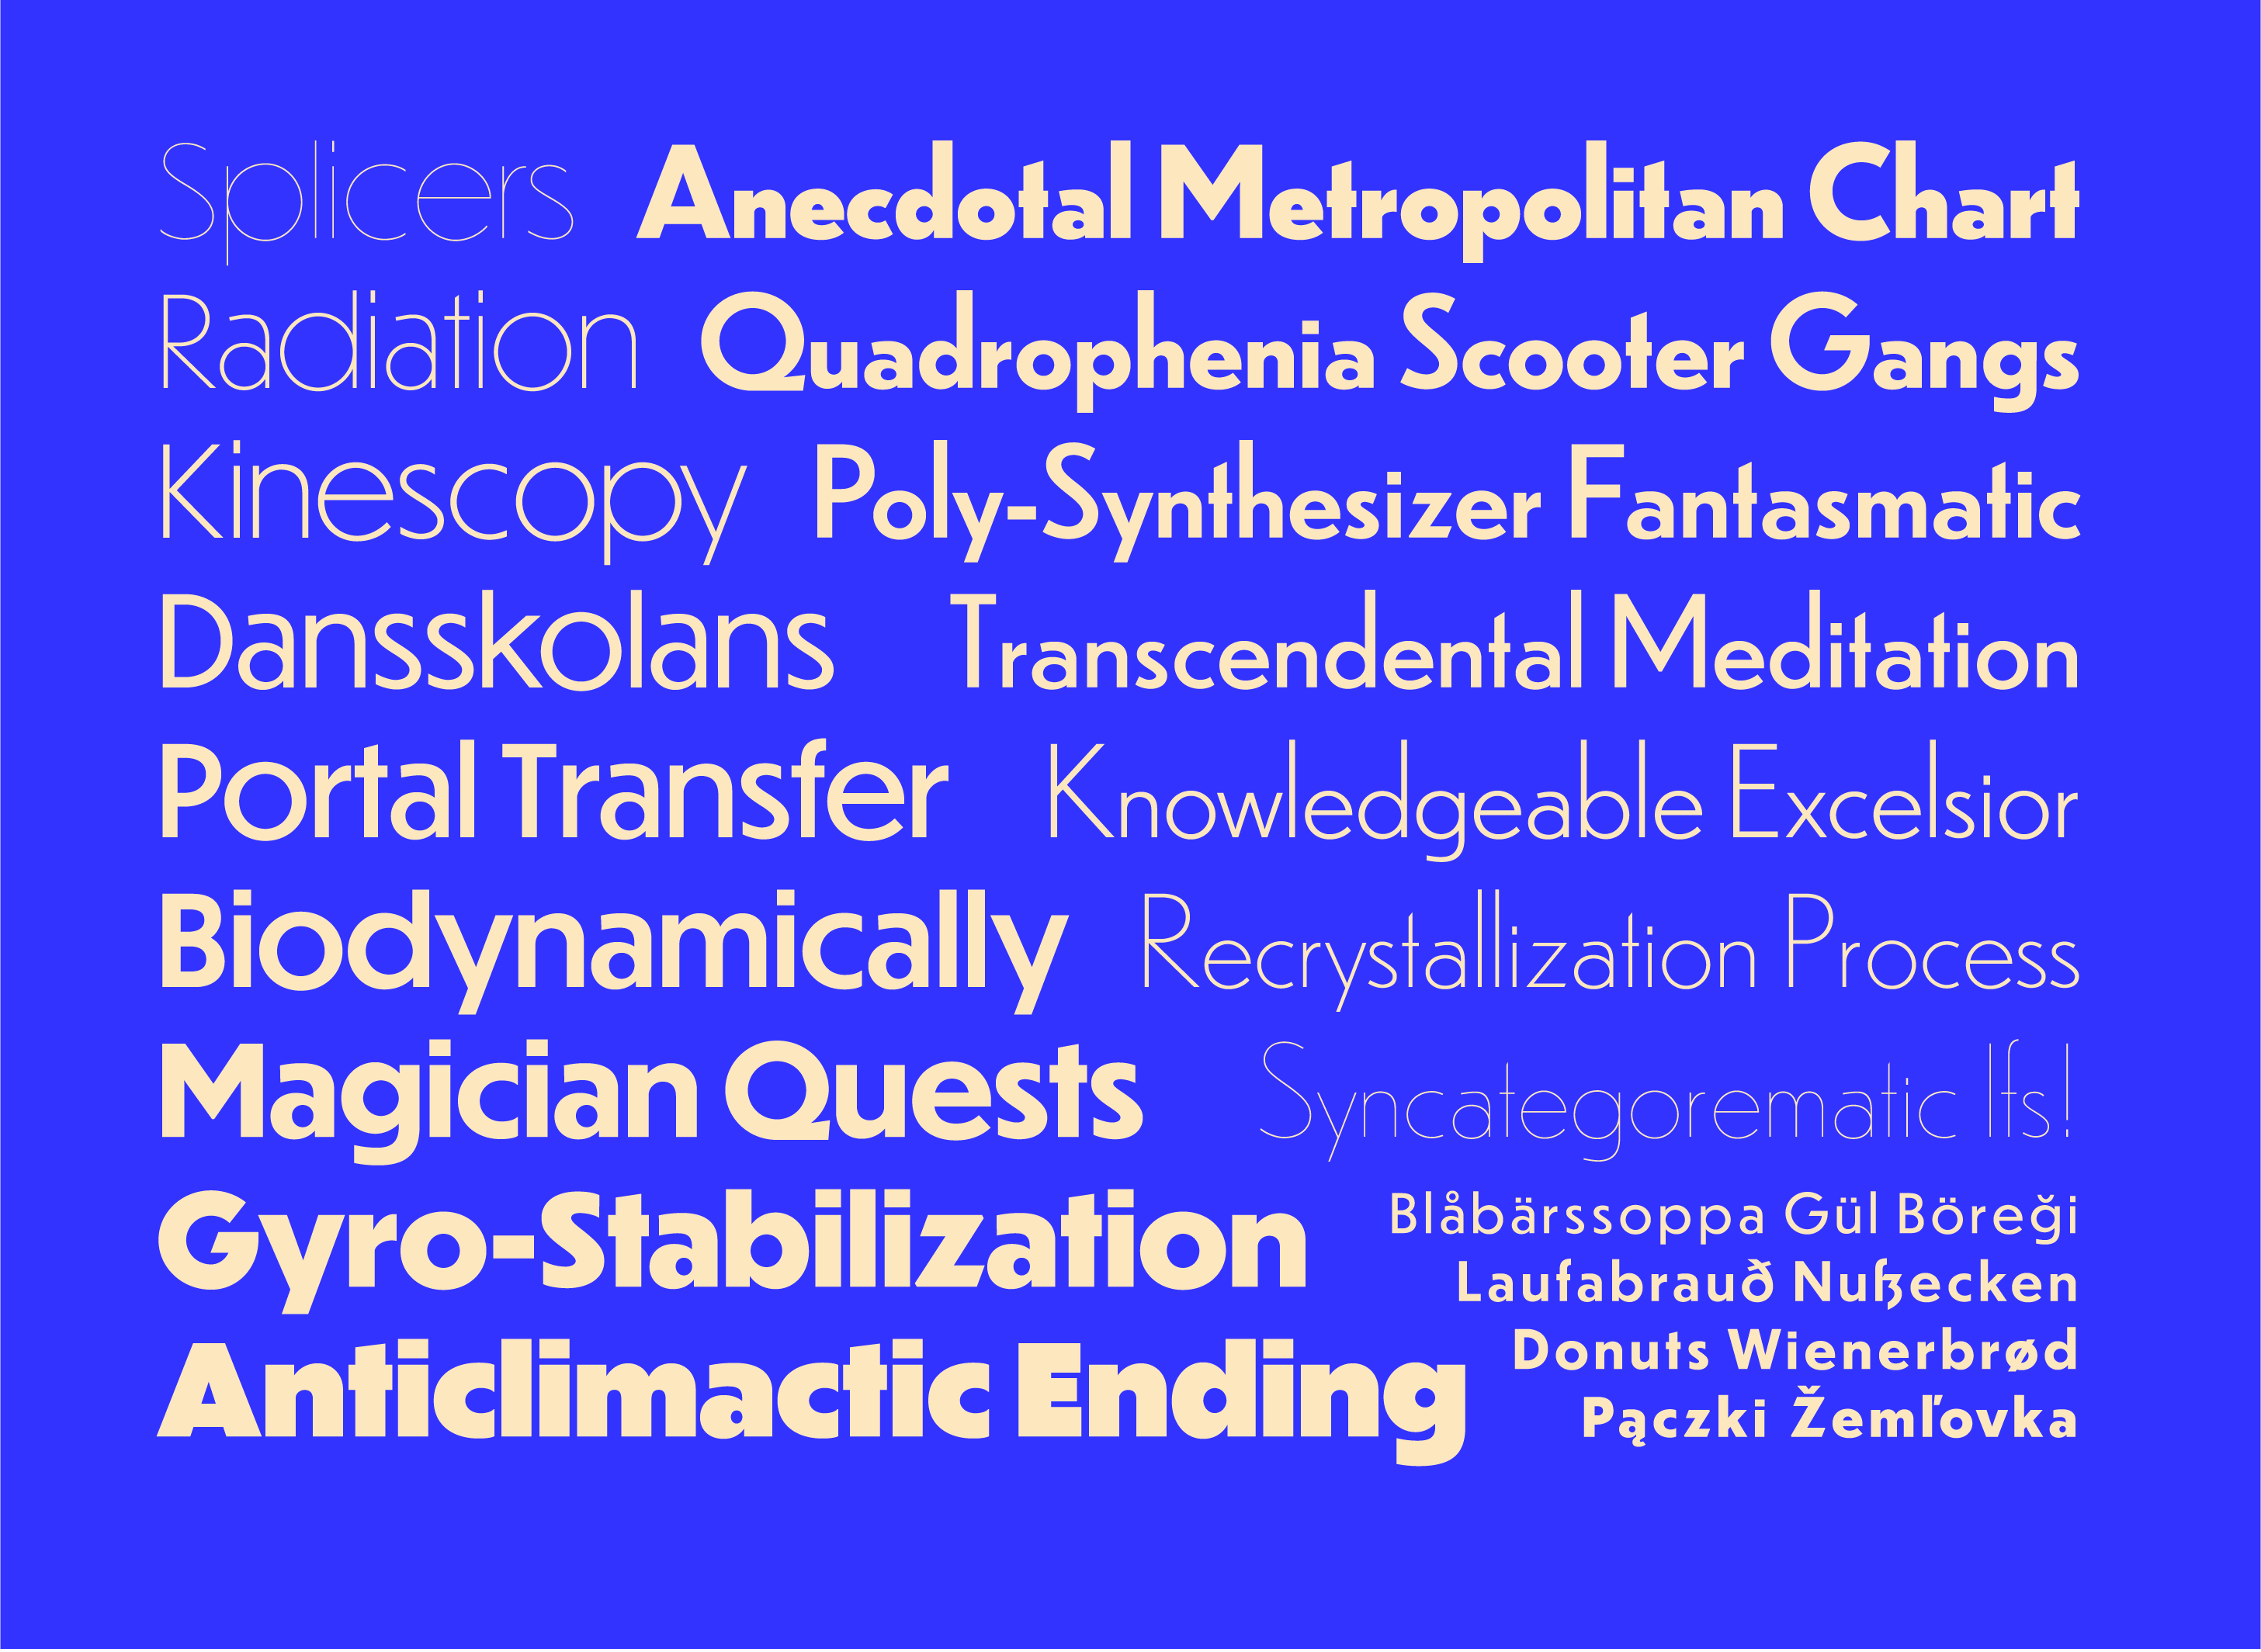 Splicers Anecdotal Metropolitan Chart
Radiation Quadrophenia Scooter Gangs
Kinescopy Poly-Synthesizer Fantasmatic
Dansskolans Transcendental Meditation
Portal Transfer Knowledgeable Excelsior
Biodynamically Recrystallization Process
Magician Quests Syncategorematic Ifs!
Gyro-Stabilization
Anticlimactic Ending
Blåbärssoppa Gül Böreği
Laufabrauð Nußecken
Donuts Wienerbrød
Pączki Žemľovka